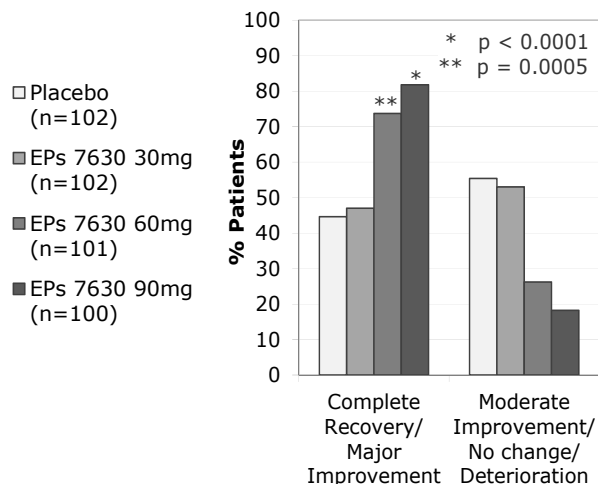 Placebo
(n=102)
EPs 7630 30mg
(n=102)
EPs 7630 60mg
(n=101)
EPs 7630 90mg
(n=100)
% Patients
100
90
80
70
60
50
40
30
20
10
0
* p < 0.0001
** p = 0.0005
**
*
Complete
Recovery/
Major
Improvement
Moderate
Improvement/
No change/
Deterioration